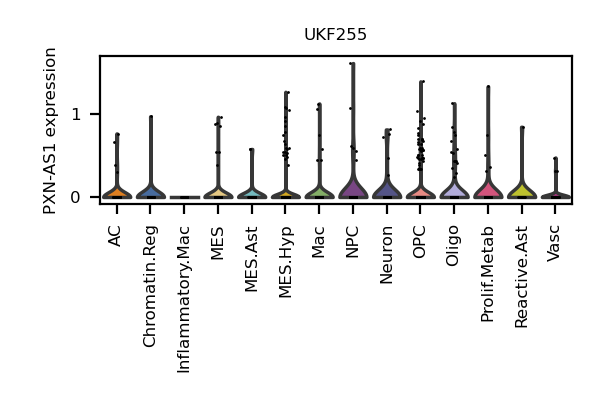 UKF255
PXN-AS1 expression
1
0
AC
Chromatin.Reg
Inflammatory.Mac
MES
MES.Ast
MES.Hyp
Mac
NPC
Neuron
OPC
Oligo
Prolif.Metab
Reactive.Ast
Vasc